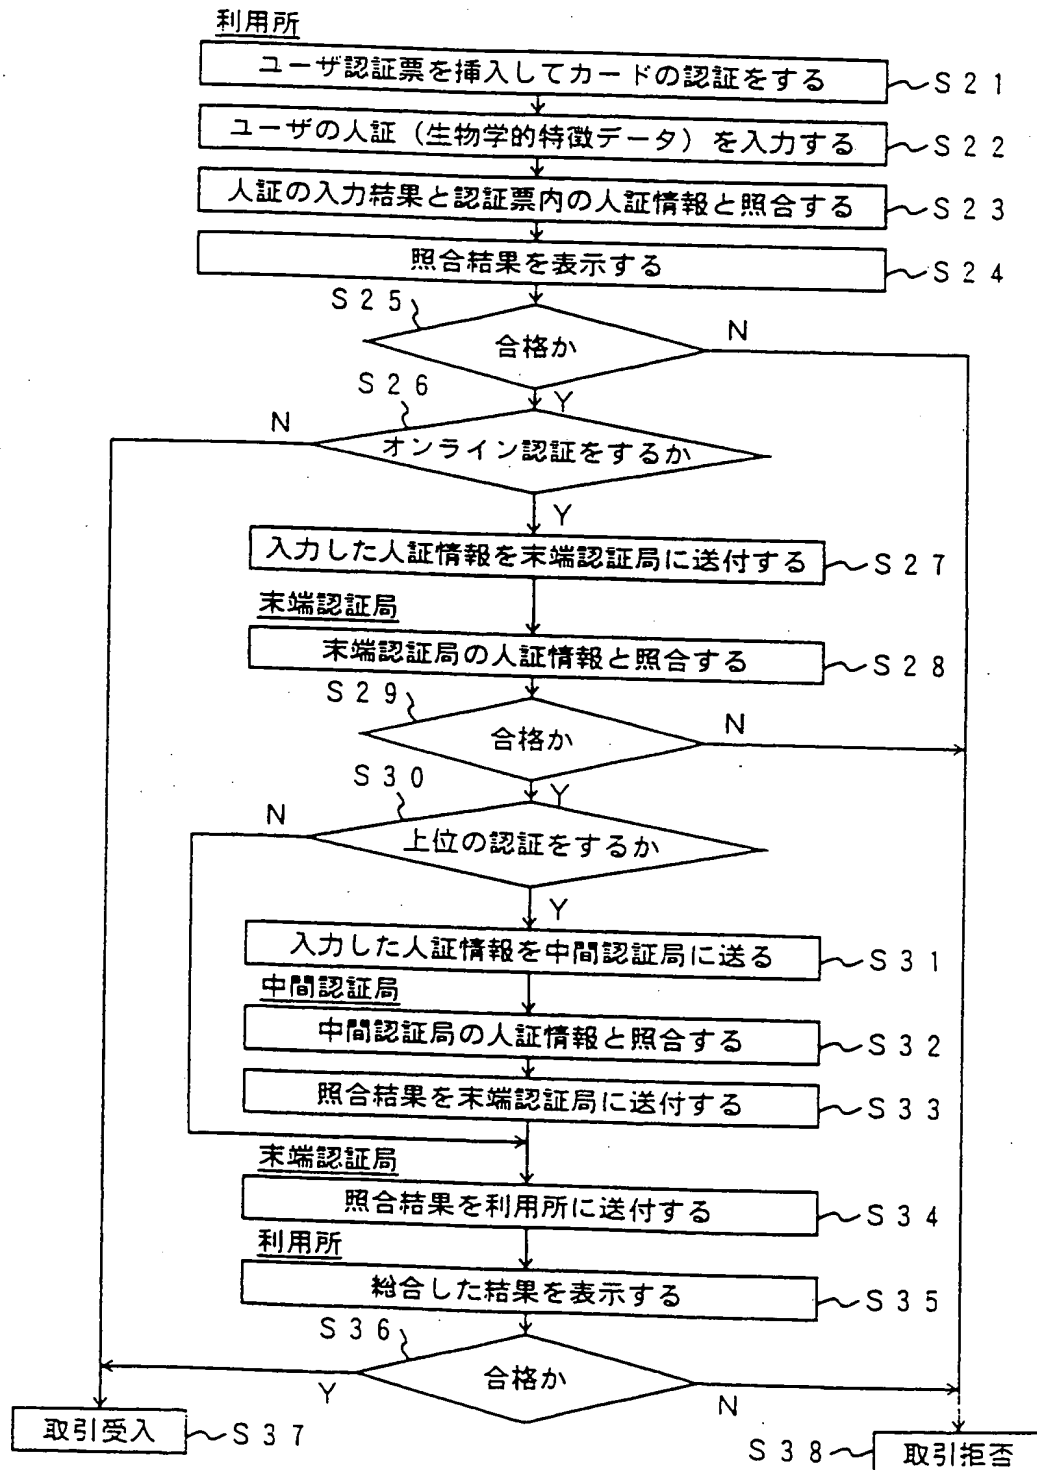 利用所
ユーザ認証票を挿入してカードの認証をする
S21
ユーザの人証（生物学的特徴データ）を入力する
S22
人証の入力結果と認証票内の人証情報と照合する
S23
照合結果を表示する
S24
S25
合格か
N
Y
S26
オンライン認証をするか
N
Y
入力した人証情報を末端認証局に送付する
S27
末端認証局
末端認証局の人証情報と照合する
S28
S29
合格か
N
Y
S30
上位の認証をするか
N
Y
入力した人証情報を中間認証局に送る
S31
中間認証局
中間認証局の人証情報と照合する
S32
照合結果を末端認証局に送付する
S33
末端認証局
照合結果を利用所に送付する
S34
利用所
総合した結果を表示する
S35
S36
合格か
Y
N
取引受入
S37
S38
取引拒否